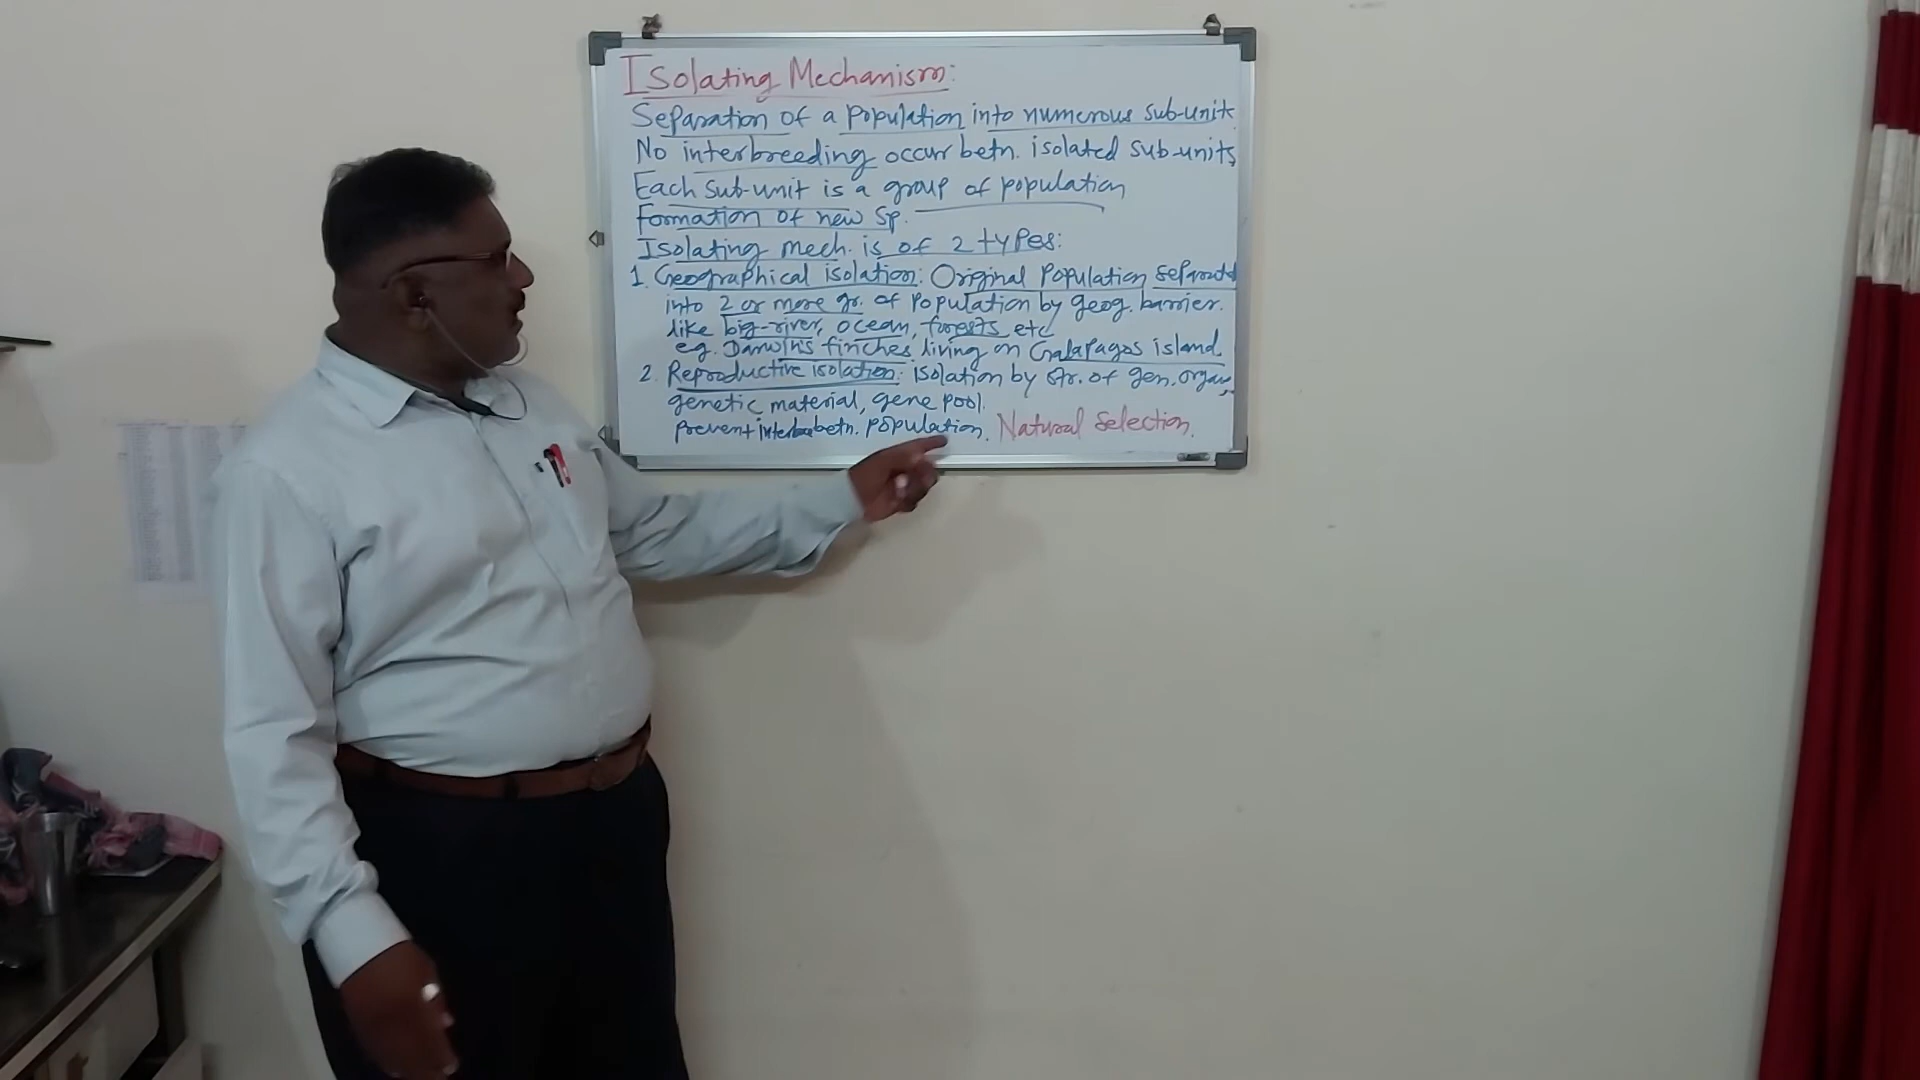 Isolating Mechanism:
Separation of a population into numerous sub-unit.
No interbreeding occurr betn. isolated sub-units
Each sub-unit is a group of population
Formation of new Sp.
Isolating mech. is of 2 types:
1. Geographical isolation: Original population separated
into 2 or more gr. of population by geog. barrier.
like big-river, ocean, forests etc
eg. Darwin's finches living on Galapagos island.
2. Reproductive isolation: isolation by str. of gen. organs,
genetic material, gene pool.
prevent betn. population. Natural Selection.